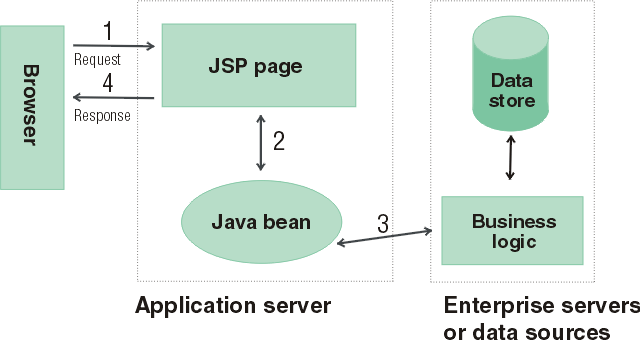 1
Request
4
Response
Browser
JSP page
2
Java bean
3
Data
store
Business
logic
Application server
Enterprise servers
or data sources